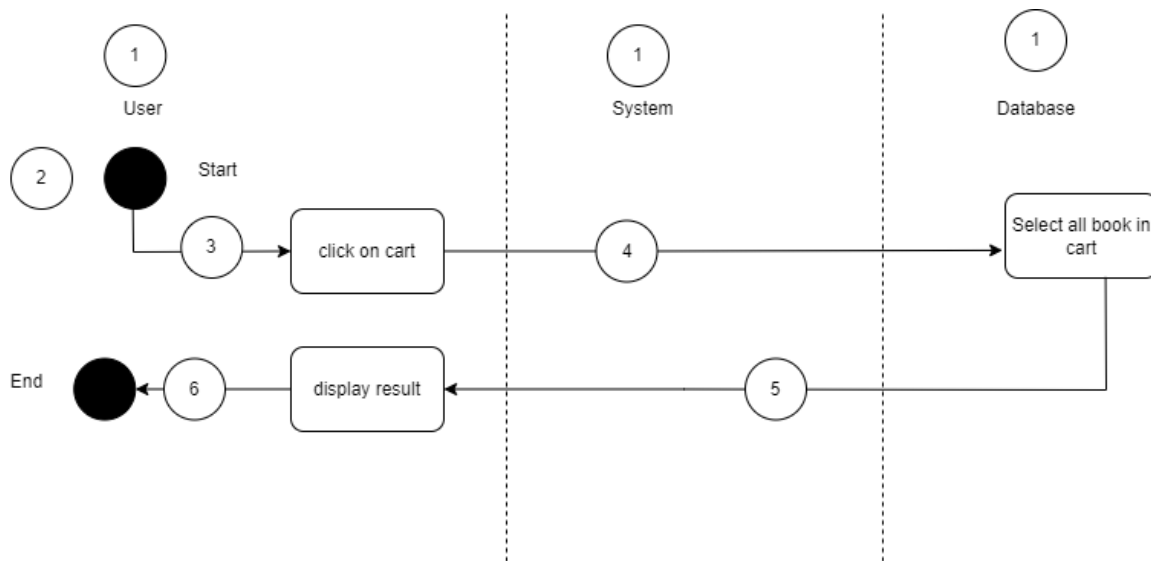 1
1
1
User
System
Database
2
Start
3
click on cart
4
Select all book in
cart
End
6
display result
5